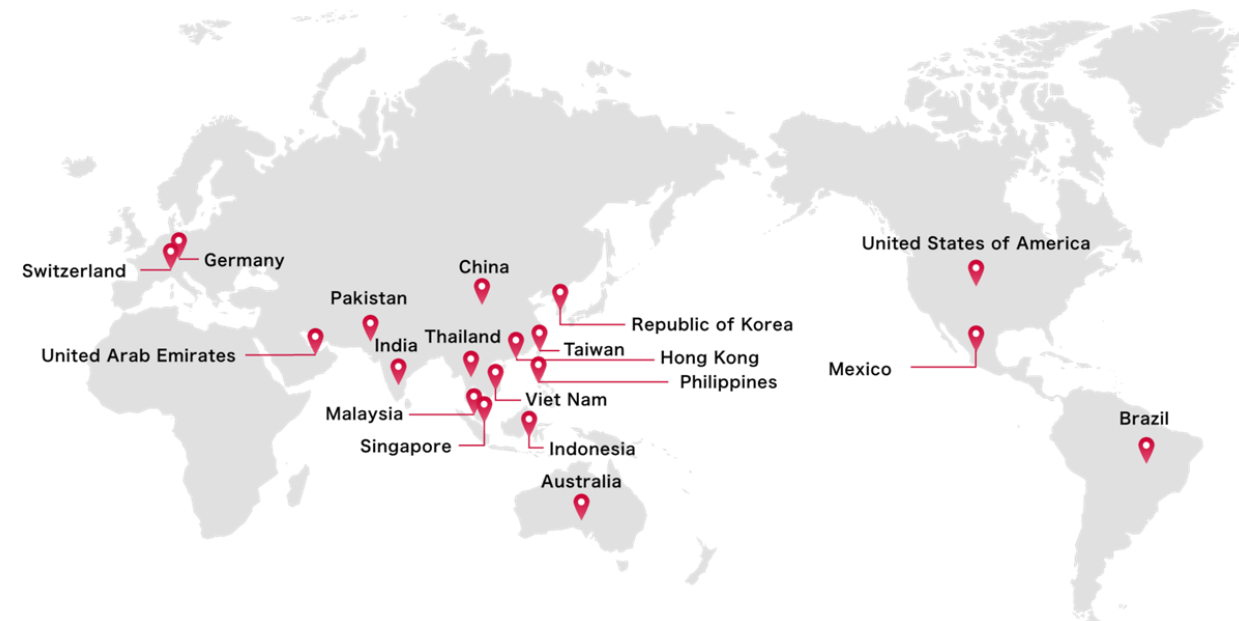 United States of America
Germany
Switzerland
China
Pakistan
Republic of Korea
Thailand
India
Taiwan
United Arab Emirates
Hong Kong
Mexico
Philippines
Viet Nam
Malaysia
Brazil
Singapore
Indonesia
Australia